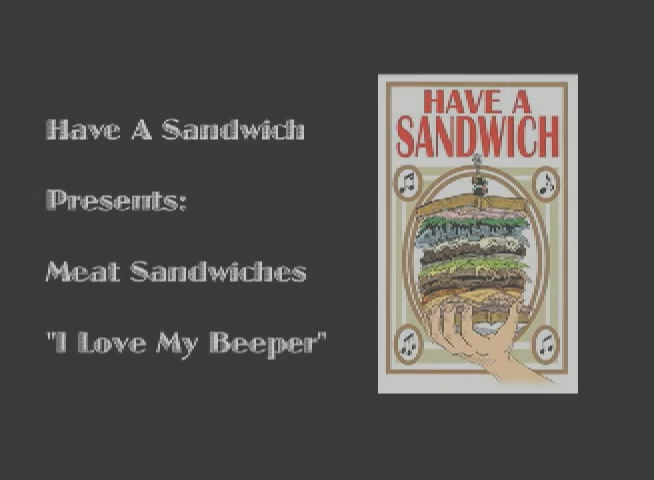 Have A Sandwich
Presents:
Meat Sandwiches
"I Love My Beeper"
HAVE A
SANDWICH